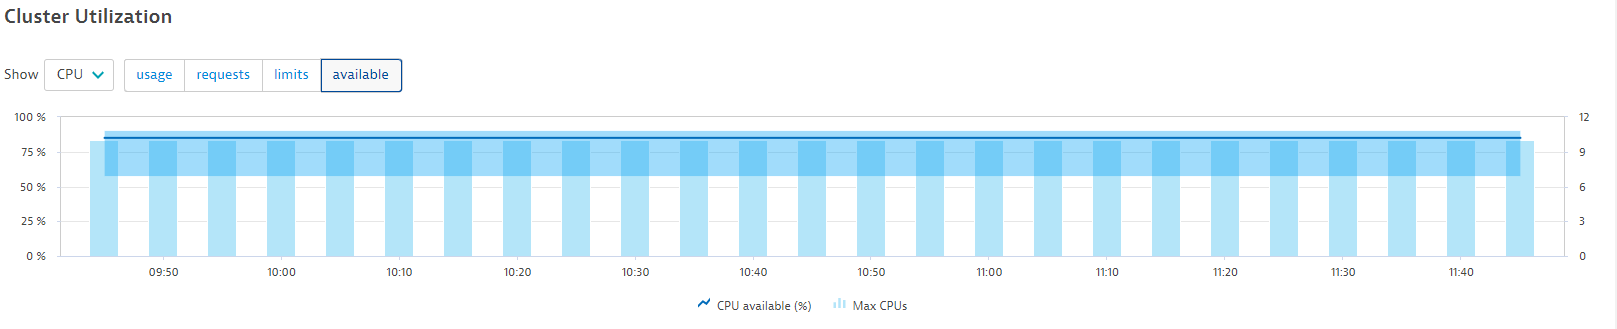 Cluster Utilization
Show CPU usage requests limits available
100 % 12
75 % 9
50 % 6
25 % 3
0 % 0
09:50 10:00 10:10 10:20 10:30 10:40 10:50 11:00 11:10 11:20 11:30 11:40
CPU available (%) Max CPUs